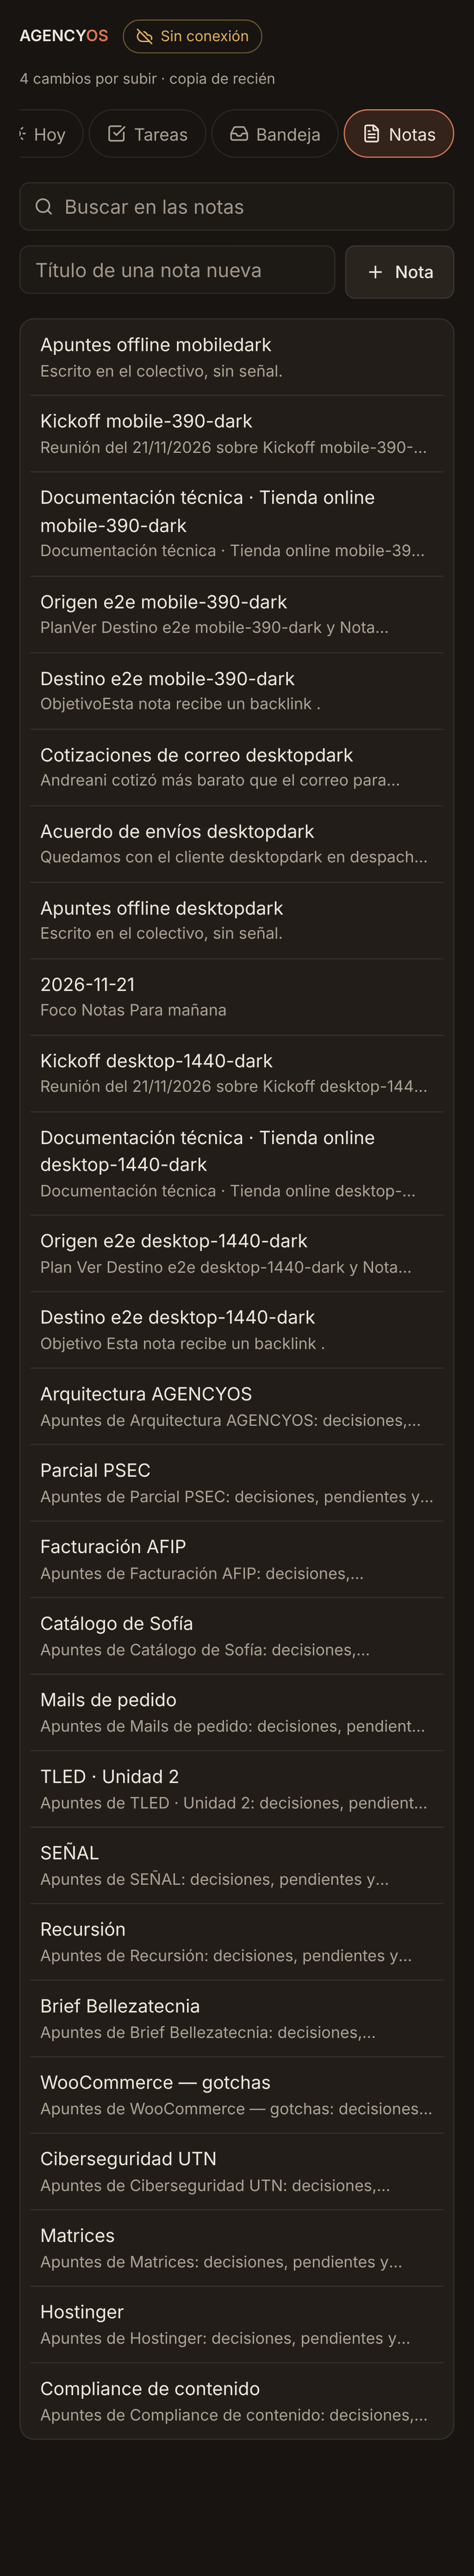 AGENCYOS
Sin conexión
4 cambios por subir · copia de recién
Hoy
Tareas
Bandeja
Notas
Buscar en las notas
Título de una nota nueva
+ Nota
Apuntes offline mobiledark
Escrito en el colectivo, sin señal.
Kickoff mobile-390-dark
Reunión del 21/11/2026 sobre Kickoff mobile-390-...
Documentación técnica · Tienda online
mobile-390-dark
Documentación técnica · Tienda online mobile-39...
Origen e2e mobile-390-dark
PlanVer Destino e2e mobile-390-dark y Nota...
Destino e2e mobile-390-dark
ObjetivoEsta nota recibe un backlink .
Cotizaciones de correo desktopdark
Andreani cotizó más barato que el correo para...
Acuerdo de envíos desktopdark
Quedamos con el cliente desktopdark en despach...
Apuntes offline desktopdark
Escrito en el colectivo, sin señal.
2026-11-21
Foco Notas Para mañana
Kickoff desktop-1440-dark
Reunión del 21/11/2026 sobre Kickoff desktop-144...
Documentación técnica · Tienda online
desktop-1440-dark
Documentación técnica · Tienda online desktop-...
Origen e2e desktop-1440-dark
Plan Ver Destino e2e desktop-1440-dark y Nota...
Destino e2e desktop-1440-dark
Objetivo Esta nota recibe un backlink .
Arquitectura AGENCYOS
Apuntes de Arquitectura AGENCYOS: decisiones,...
Parcial PSEC
Apuntes de Parcial PSEC: decisiones, pendientes y...
Facturación AFIP
Apuntes de Facturación AFIP: decisiones,...
Catálogo de Sofía
Apuntes de Catálogo de Sofía: decisiones,...
Mails de pedido
Apuntes de Mails de pedido: decisiones, pendient...
TLED · Unidad 2
Apuntes de TLED · Unidad 2: decisiones, pendient...
SEÑAL
Apuntes de SEÑAL: decisiones, pendientes y...
Recursión
Apuntes de Recursión: decisiones, pendientes y...
Brief Bellezatecnia
Apuntes de Brief Bellezatecnia: decisiones,...
WooCommerce — gotchas
Apuntes de WooCommerce — gotchas: decisiones...
Ciberseguridad UTN
Apuntes de Ciberseguridad UTN: decisiones,...
Matrices
Apuntes de Matrices: decisiones, pendientes y...
Hostinger
Apuntes de Hostinger: decisiones, pendientes y...
Compliance de contenido
Apuntes de Compliance de contenido: decisiones,...